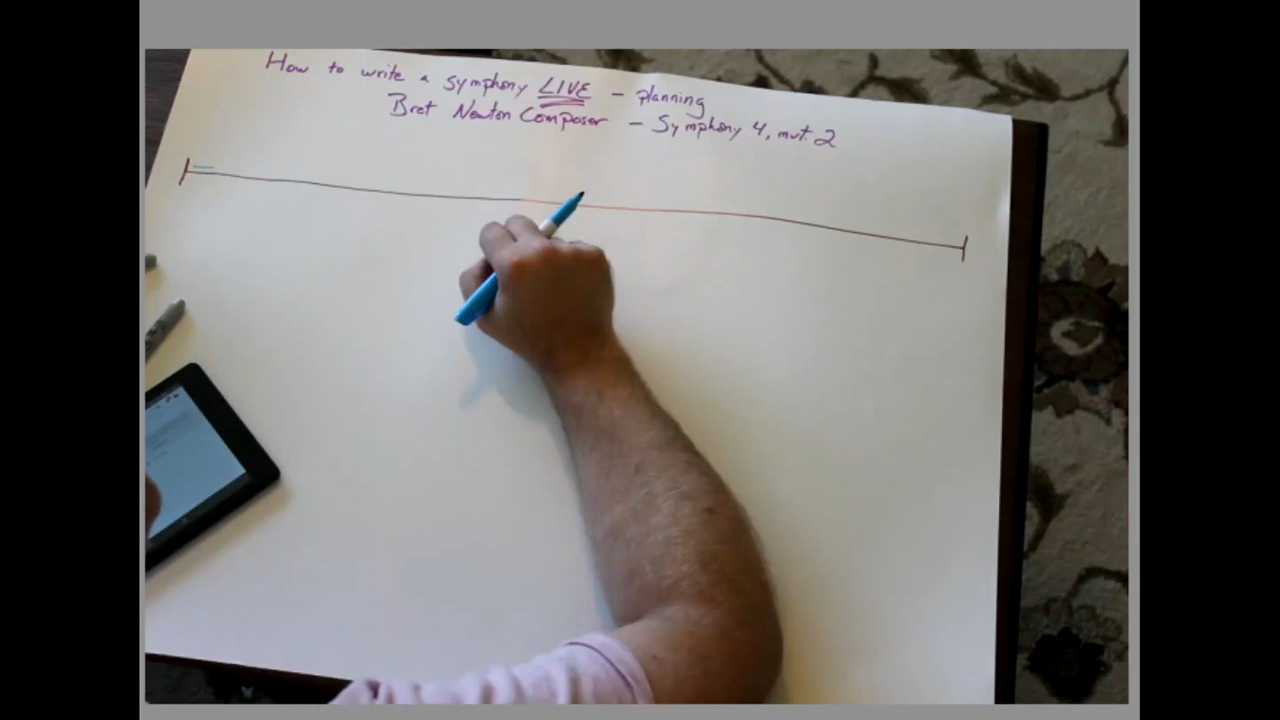 How to write a symphony LIVE - planning
Bret Newton Composer - Symphony 4, mvt. 2